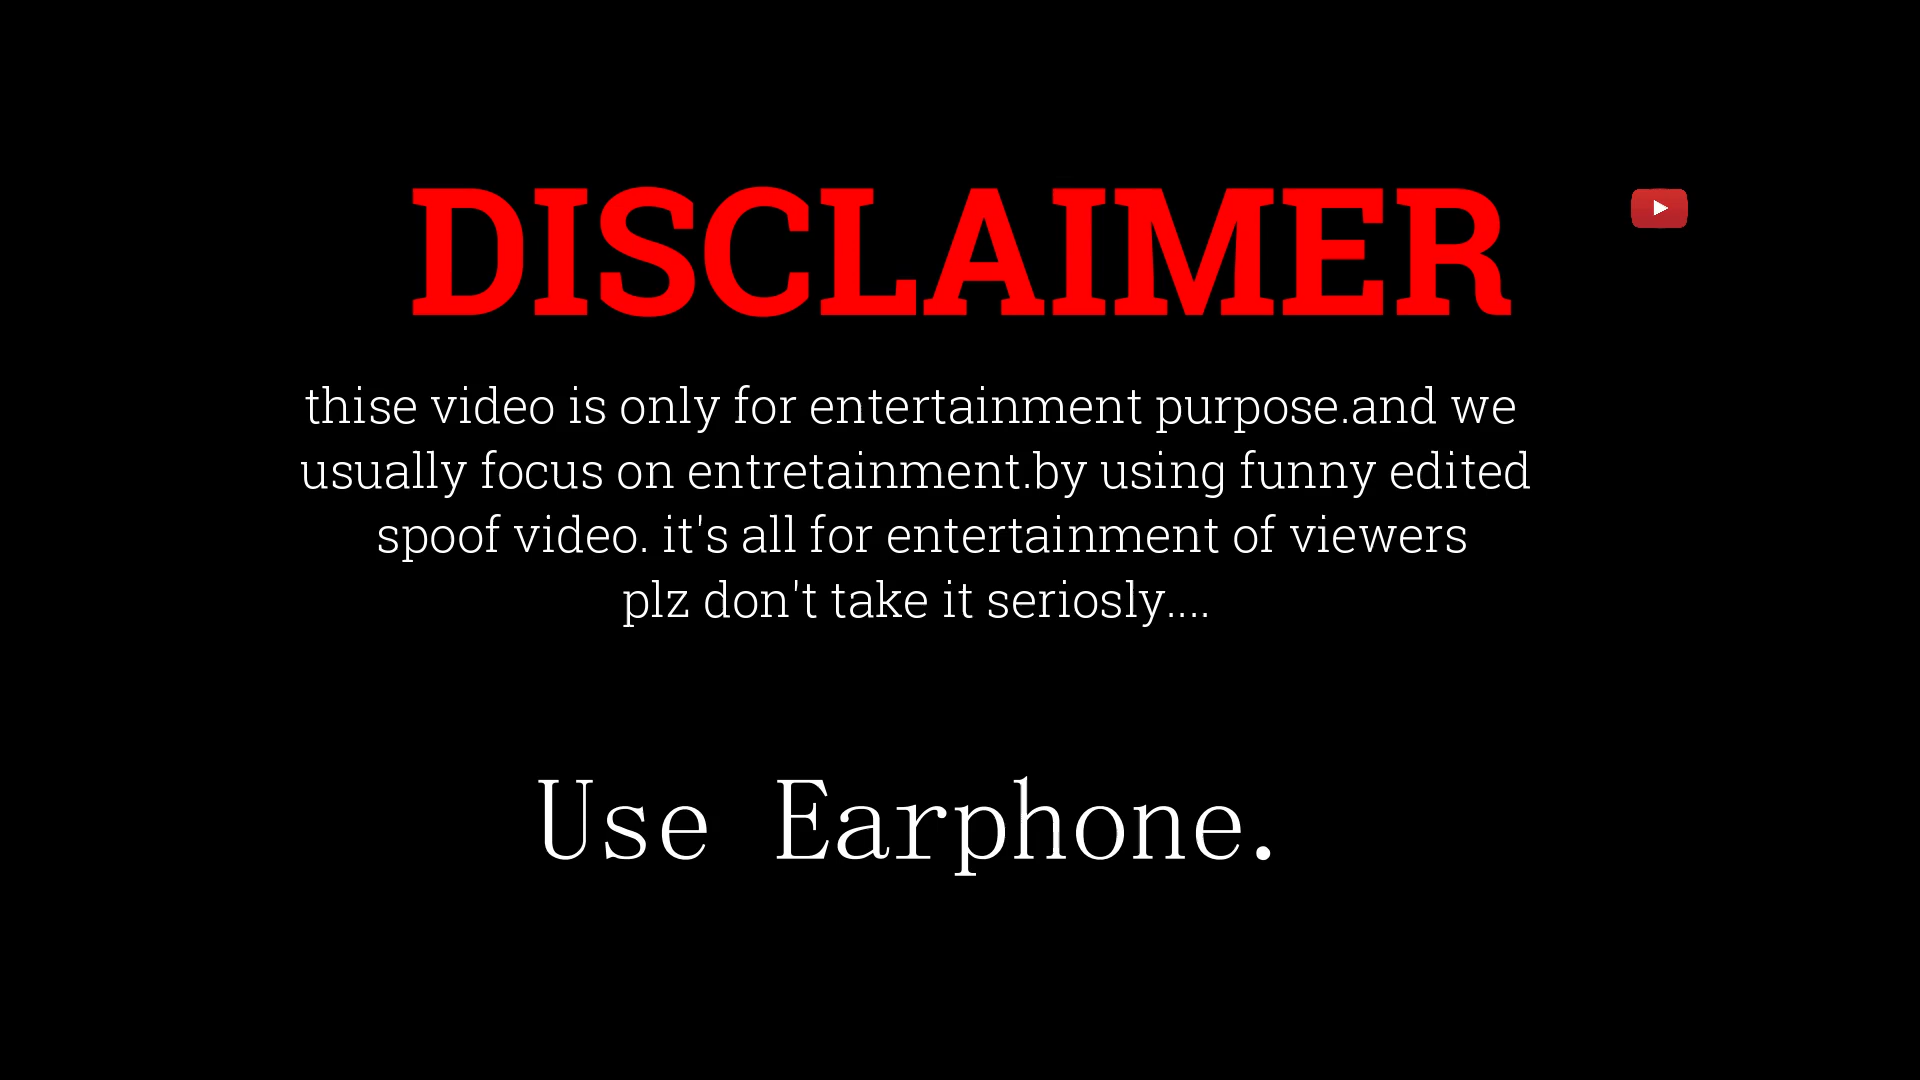 DISCLAIMER
thise video is only for entertainment purpose.and we
usually focus on entretainment.by using funny edited
spoof video. it's all for entertainment of viewers
plz don't take it seriosly....
Use Earphone.